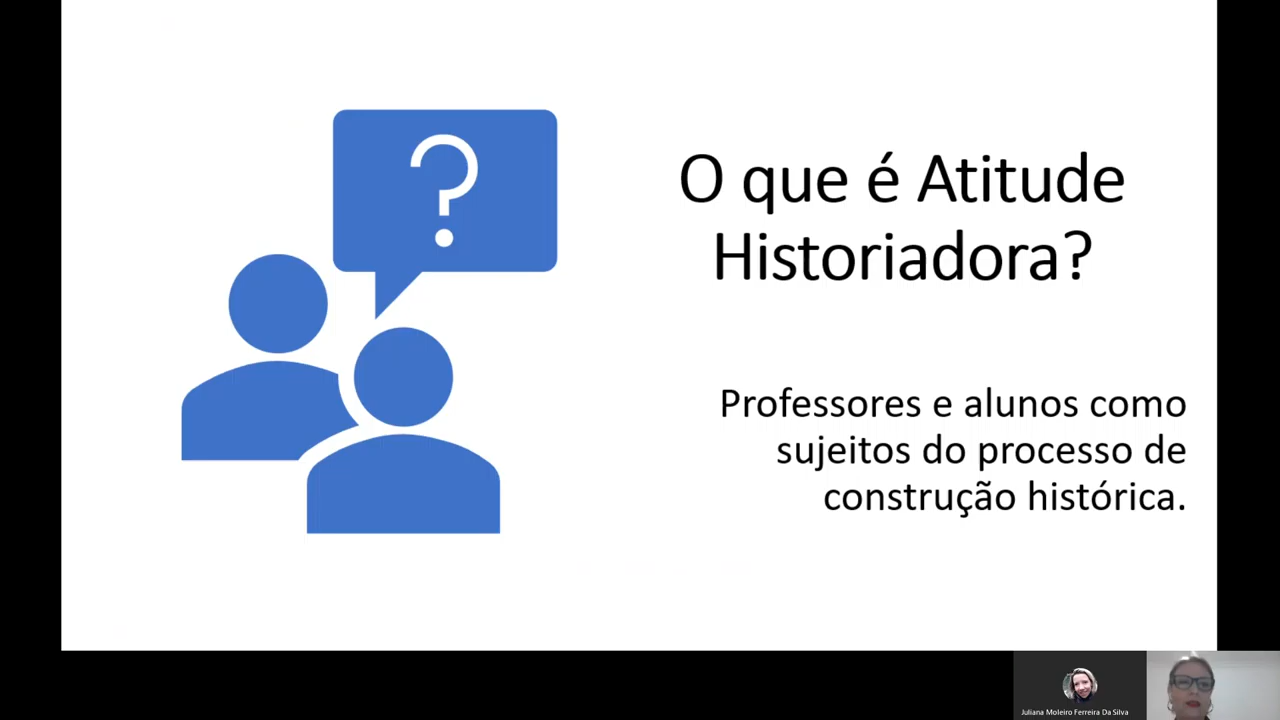 ?
O que é Atitude
Historiadora?
Professores e alunos como
sujeitos do processo de
construção histórica.
Juliana Moleiro Ferreira Da Silva